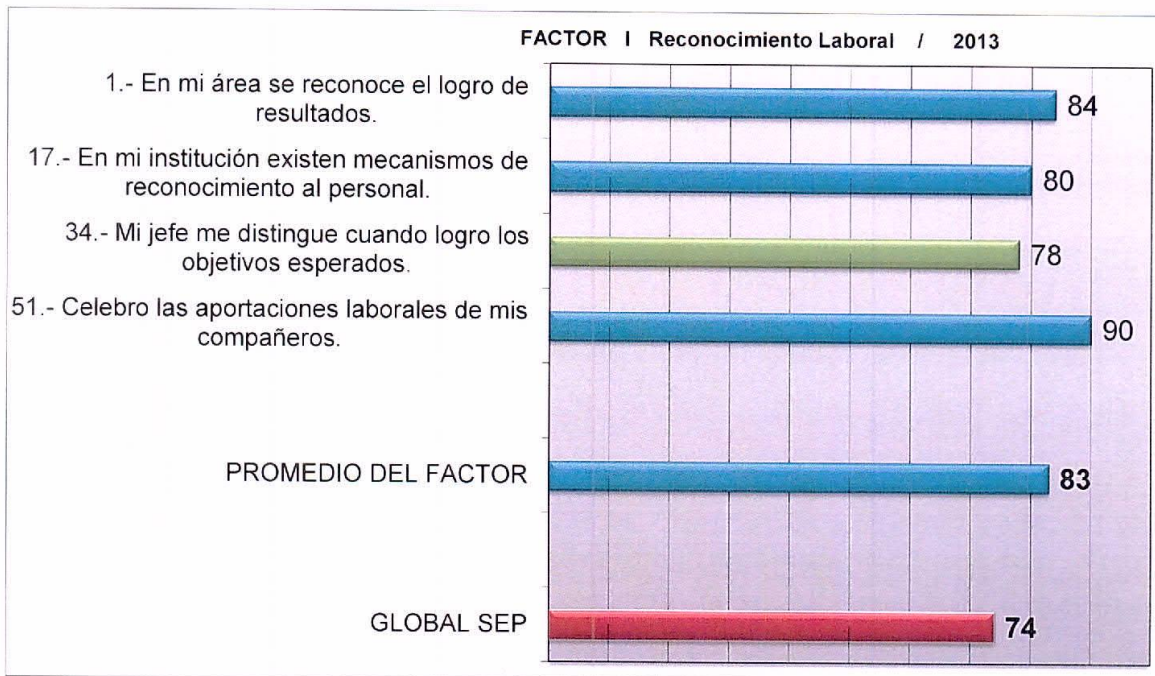 FACTOR I Reconocimiento Laboral / 2013
1.- En mi área se reconoce el logro de
resultados.
84
17.- En mi institución existen mecanismos de
reconocimiento al personal.
80
34.- Mi jefe me distingue cuando logro los
objetivos esperados.
78
51.- Celebro las aportaciones laborales de mis
compañeros.
90
PROMEDIO DEL FACTOR
83
GLOBAL SEP
74